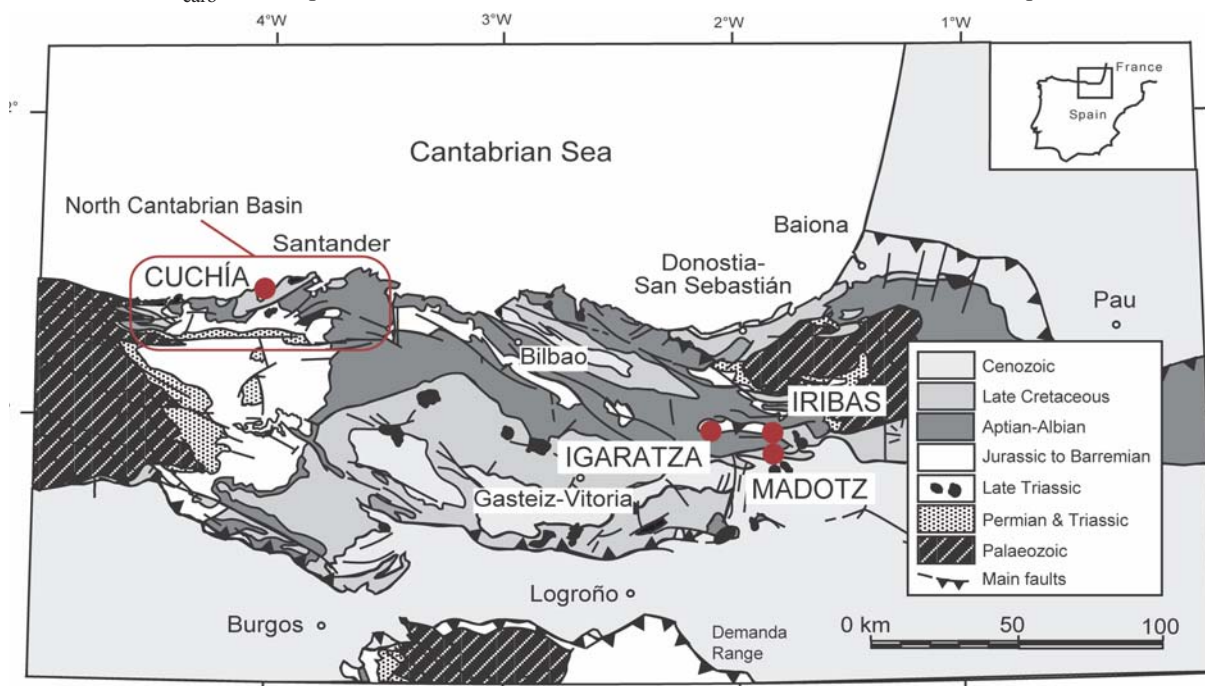 carb
4°W
3°W
2°W
1°W
France
Spain
2°
Cantabrian Sea
North Cantabrian Basin
Santander
CUCHÍA
Baiona
Donostia-
San Sebastián
Pau
Bilbao
IRIBAS
IGARATZA
MADOTZ
Gasteiz-Vitoria
Logroño
Burgos
Demanda
Range
Cenozoic
Late Cretaceous
Aptian-Albian
Jurassic to Barremian
Late Triassic
Permian & Triassic
Palaeozoic
Main faults
0 km 50 100